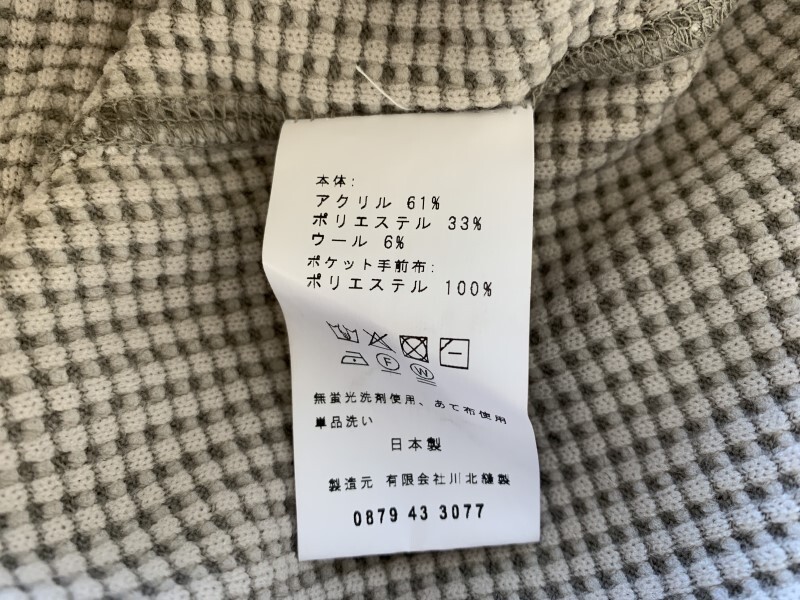 本体:
アクリル 61%
ポリエステル 33%
ウール 6%
ポケット手前布:
ポリエステル 100%
F
W
無蛍光洗剤使用、あて布使用
単品洗い
日本製
製造元 有限会社川北縫製
0879 43 3077